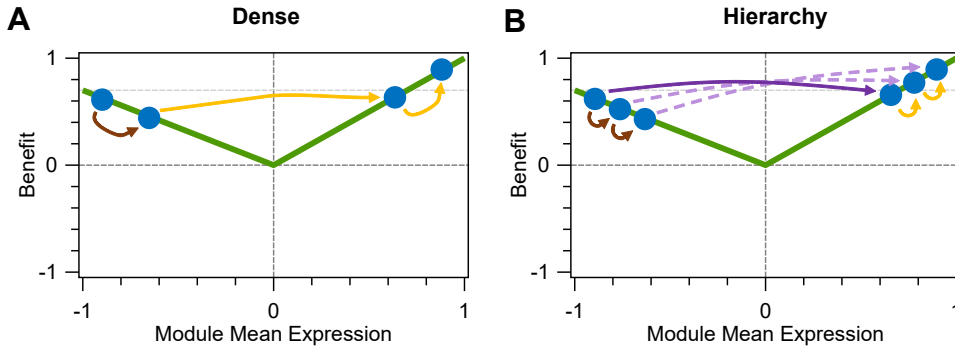 A
Dense
1
0
-1
Benefit
-1
0
1
Module Mean Expression
B
Hierarchy
1
0
-1
Benefit
-1
0
1
Module Mean Expression